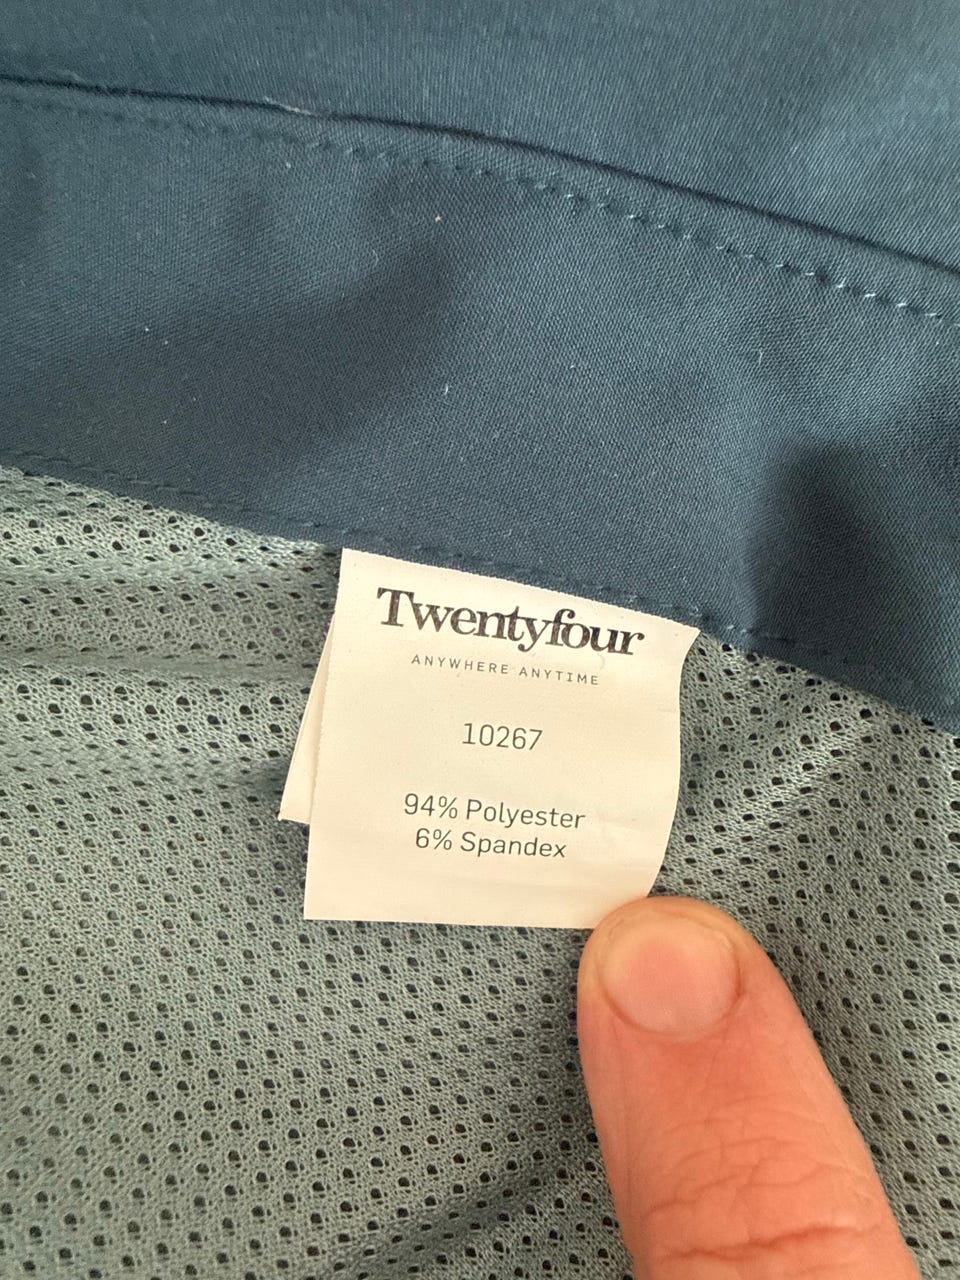 Twentyfour
ANYWHERE ANYTIME
10267
94% Polyester
6% Spandex